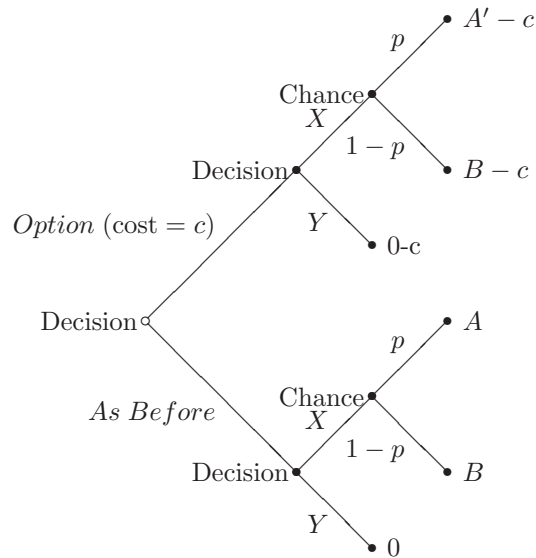 p
A′ − c
Chance
X
1 − p
B − c
Decision
Option (cost = c)
Y
0-c
Decision
p
A
As Before
Chance
X
1 − p
B
Decision
Y
0